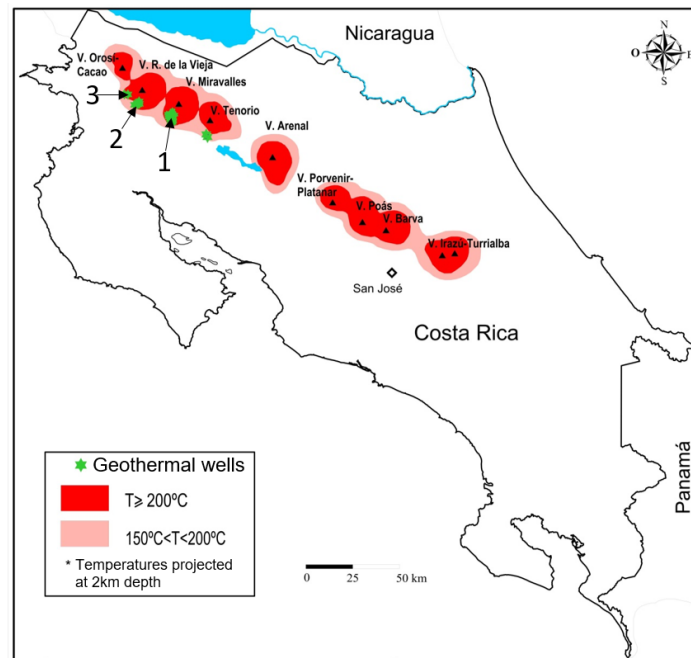 Nicaragua
N
O
E
S
V. Orosí-
Cacao
V. R. de la Vieja
V. Miravalles
3
V. Tenorio
2
1
V. Arenal
V. Porvenir-
Platanar
V. Poás
V. Barva
V. Irazú-Turrialba
San José
Costa Rica
Panamá
Geothermal wells
T≥ 200ºC
150ºC<T<200ºC
* Temperatures projected
at 2km depth
0 25 50 km